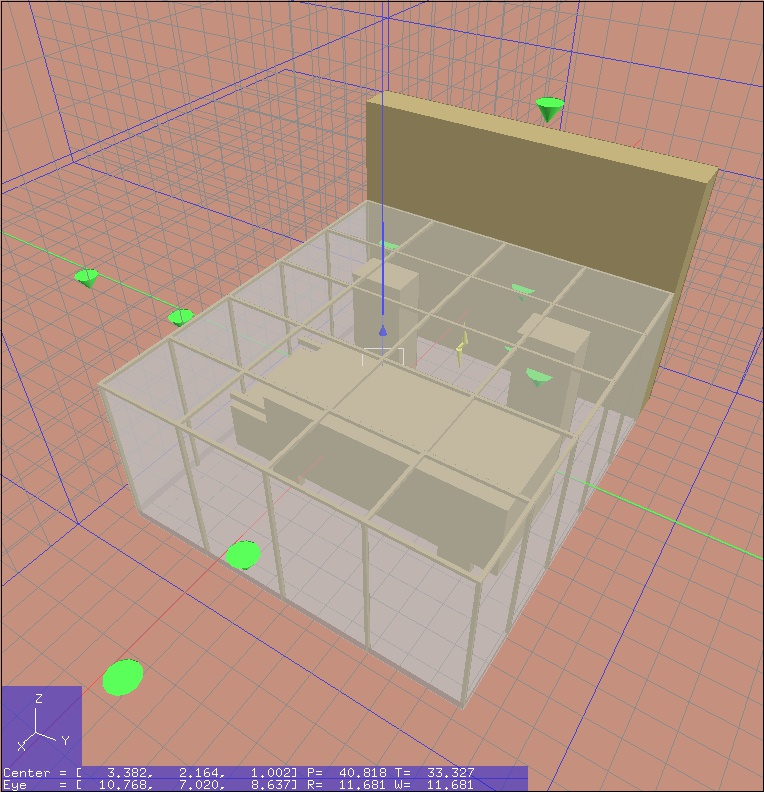 Z
X Y
Center = [ 3.382, 2.164, 1.002] P= 40.818 T= 33.327
Eye = [ 10.768, 7.020, 8.637] R= 11.681 W= 11.681